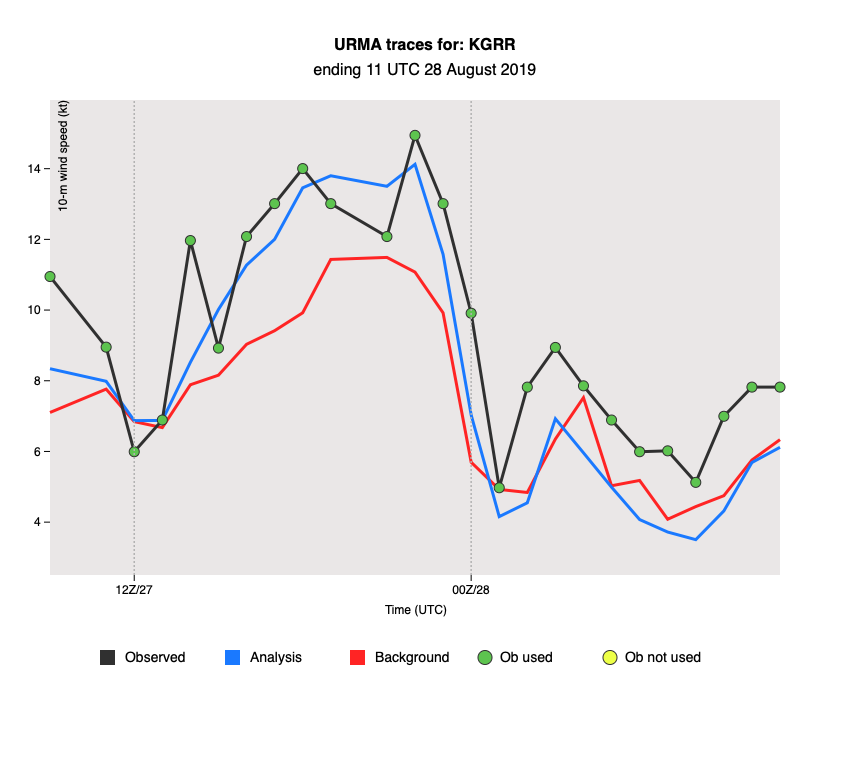 URMA traces for: KGRR
ending 11 UTC 28 August 2019
10-m wind speed (kt)
14
12
10
8
6
4
12Z/27 00Z/28
Time (UTC)
Observed Analysis Background Ob used Ob not used